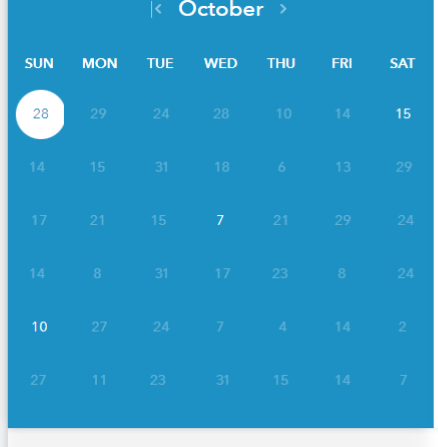 < October >
SUN MON TUE WED THU FRI SAT
28 29 24 28 10 14 15
14 15 31 18 6 13 29
17 21 15 7 21 29 24
14 8 31 17 23 8 24
10 27 24 7 4 14 2
27 11 23 31 15 14 7